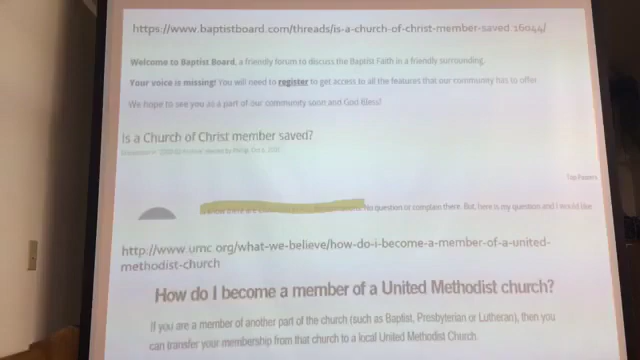 https://www.baptistboard.com/threads/is-a-church-of-christ-member-saved.16044/
Welcome to Baptist Board, a friendly forum to discuss the Baptist Faith in a friendly surrounding.
Your voice is missing! You will need to register to get access to all the features that our community has to offer.
We hope to see you as a part of our community soon and God Bless!
Is a Church of Christ member saved?
Top Posters
No question or complain there. But, here is my question and I would like
http://www.umc.org/what-we-believe/how-do-i-become-a-member-of-a-united-
methodist-church
How do I become a member of a United Methodist church?
If you are a member of another part of the church (such as Baptist, Presbyterian or Lutheran), then you
can transfer your membership from that church to a local United Methodist Church.